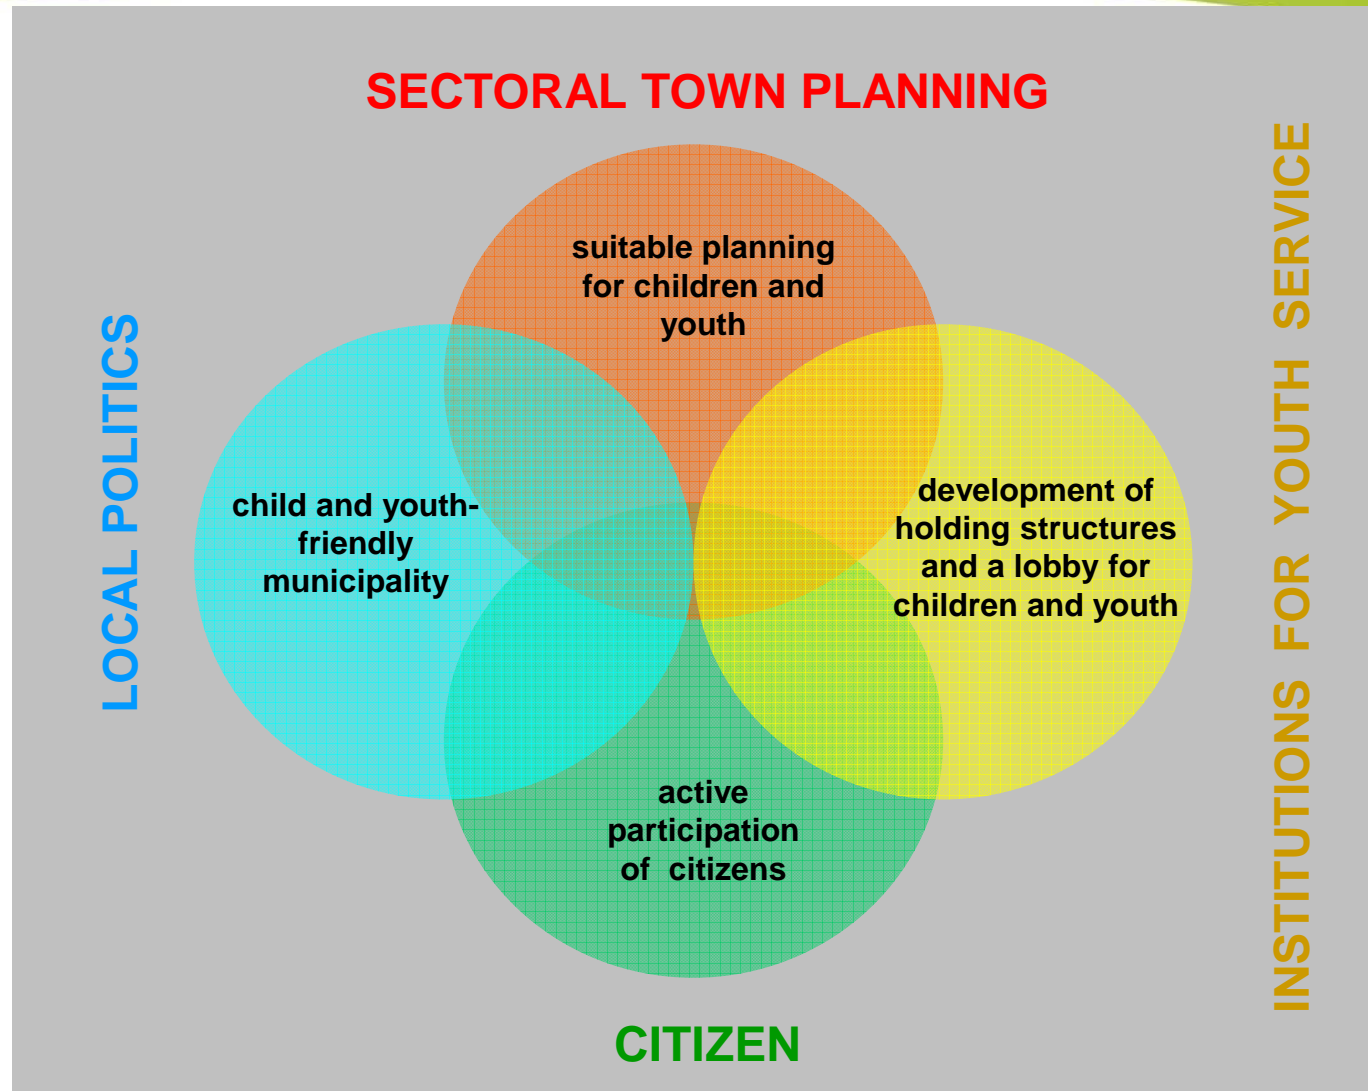 SECTORAL TOWN PLANNING
suitable planning
for children and
youth
LOCAL POLITICS
child and youth-
friendly
municipality
development of
holding structures
and a lobby for
children and youth
INSTITUTIONS FOR YOUTH SERVICE
active
participation
of citizens
CITIZEN